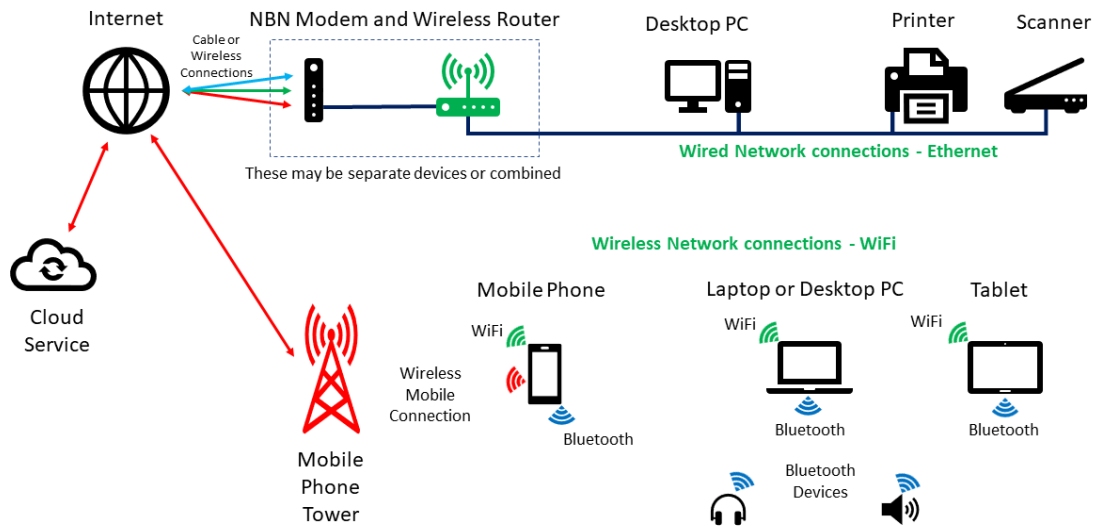 Internet
NBN Modem and Wireless Router
Desktop PC
Printer
Scanner
Cable or
Wireless
Connections
These may be separate devices or combined
Wired Network connections - Ethernet
Wireless Network connections - WiFi
Cloud
Service
Mobile Phone
Laptop or Desktop PC
Tablet
WiFi
WiFi
WiFi
Wireless
Mobile
Connection
Bluetooth
Bluetooth
Bluetooth
Mobile
Phone
Tower
Bluetooth
Devices